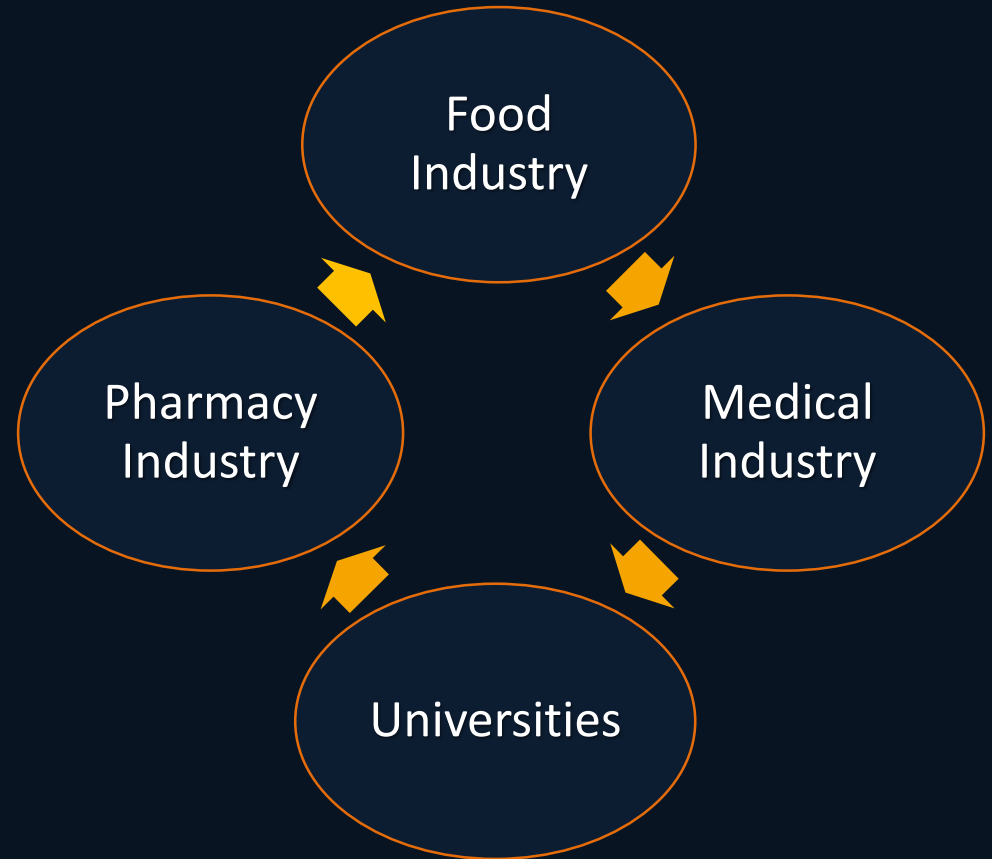 Food
Industry
Pharmacy
Industry
Medical
Industry
Universities